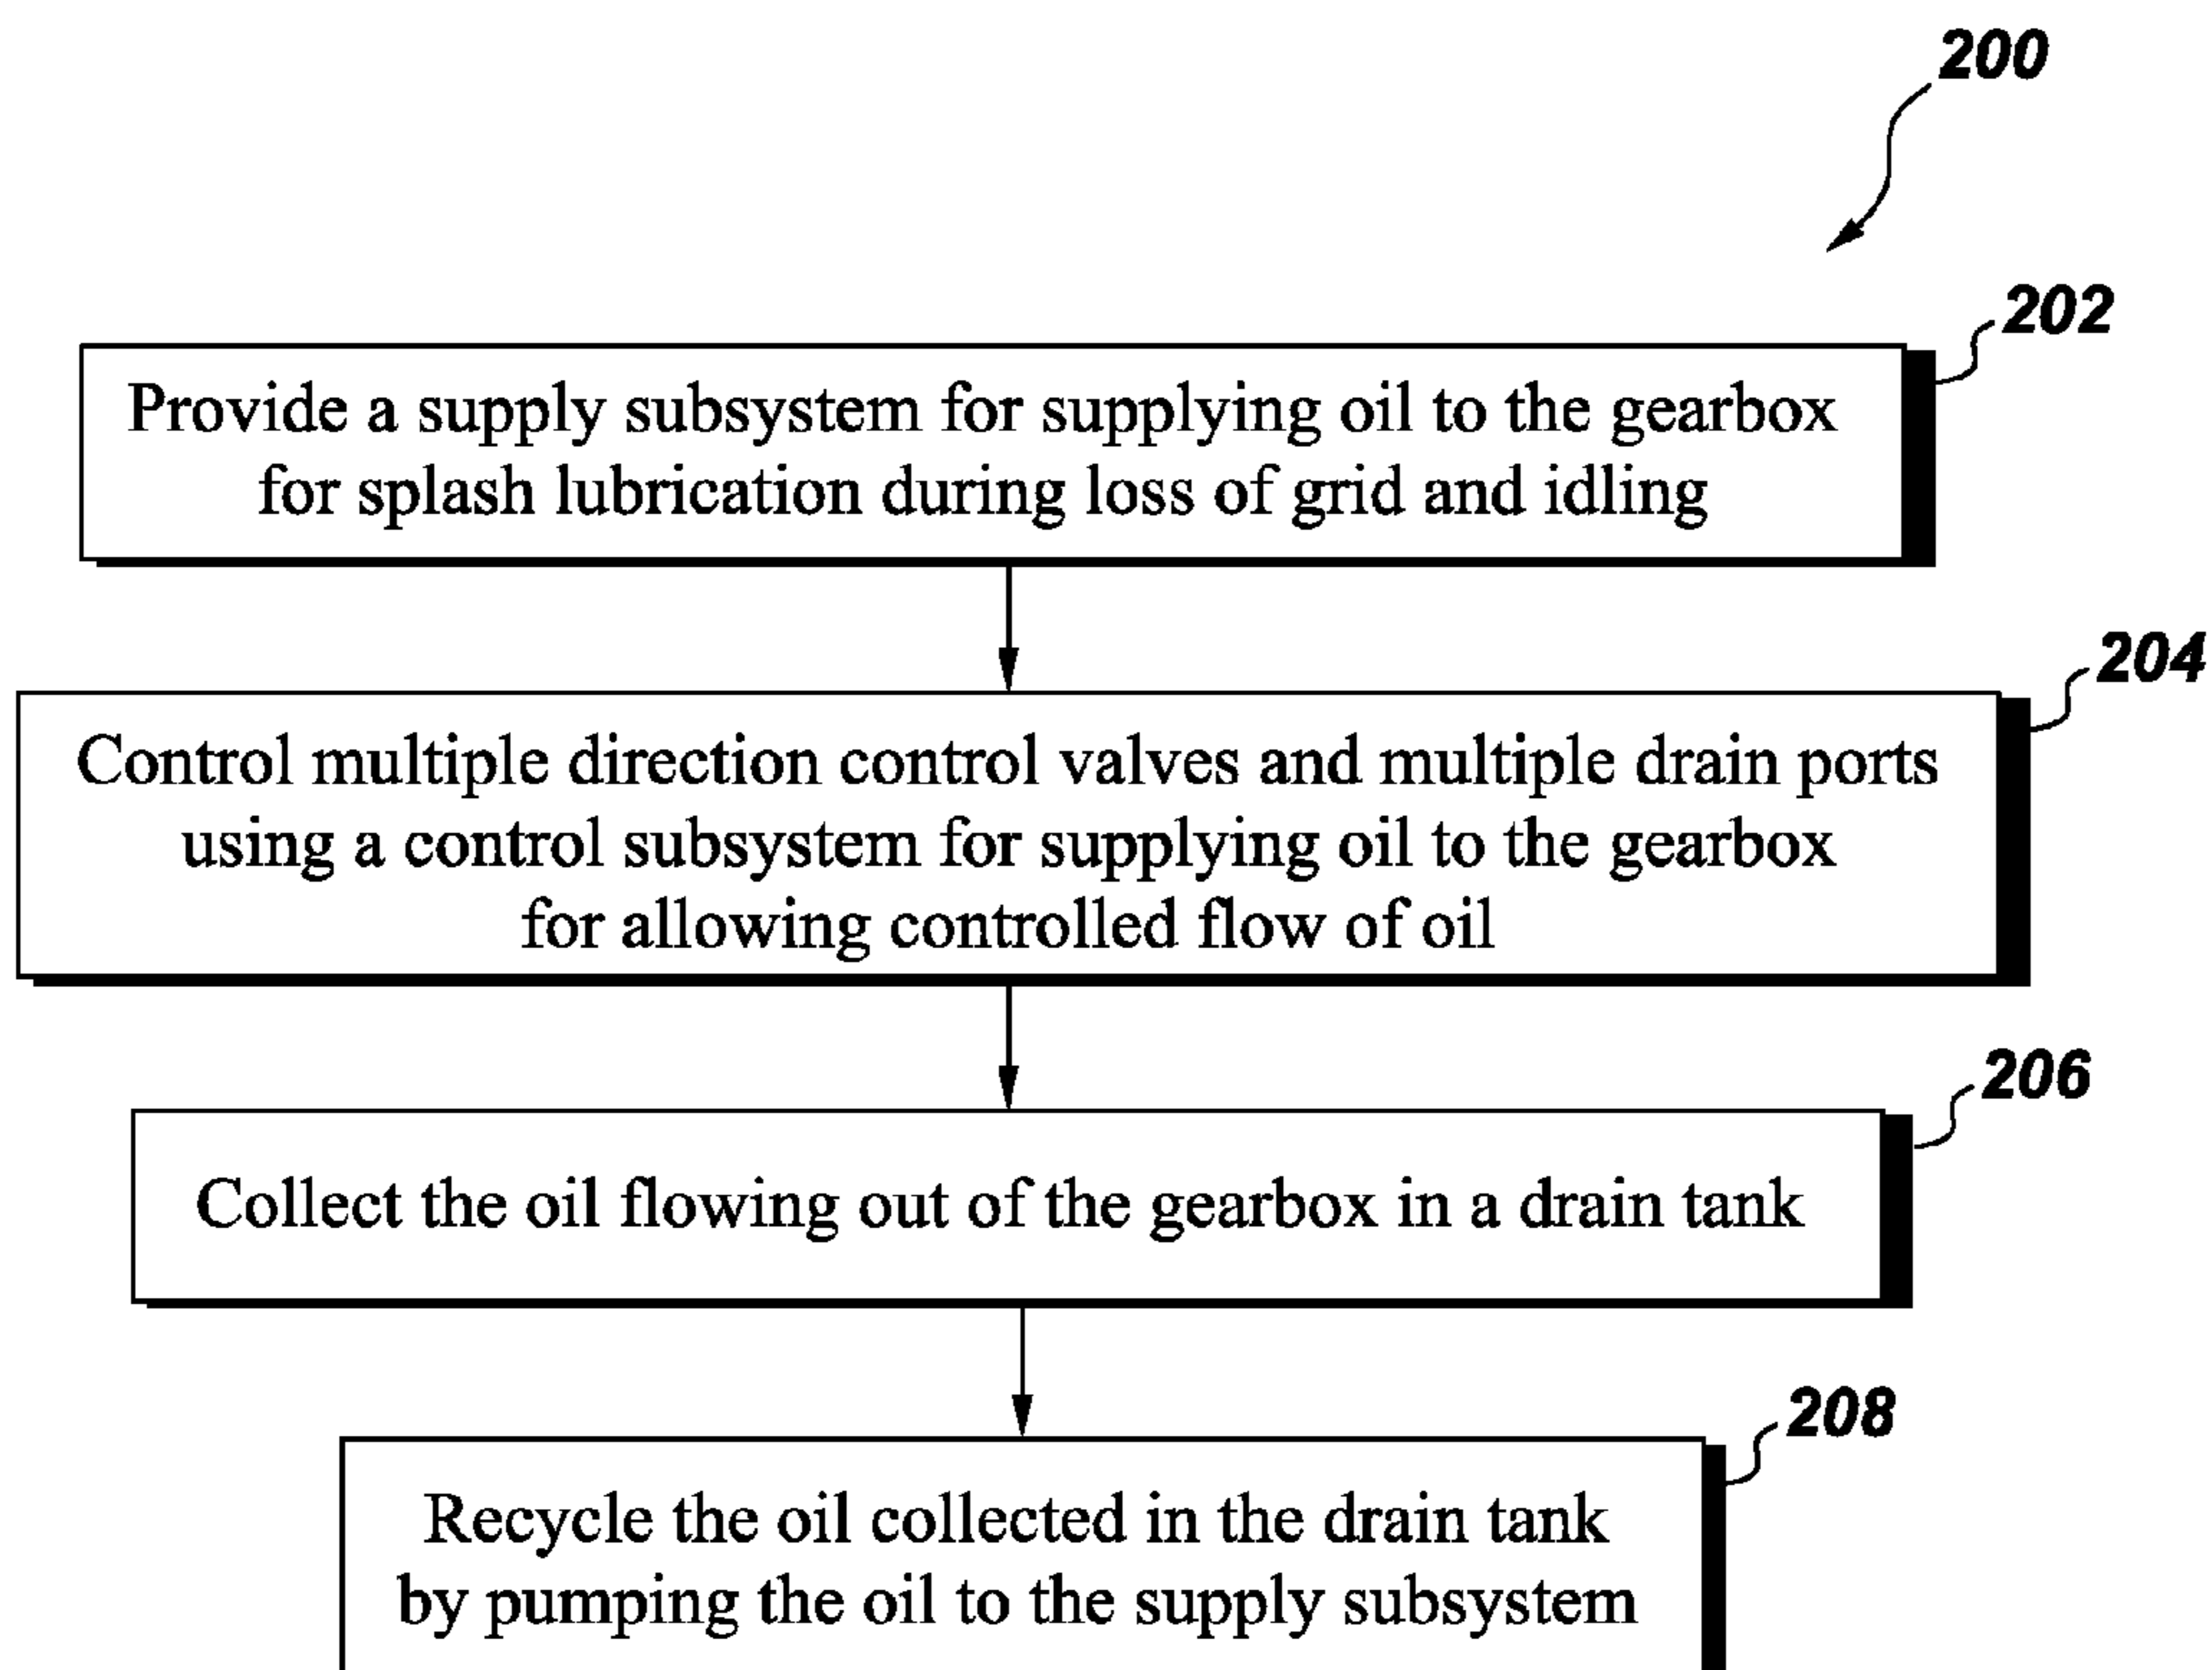 200
202
Provide a supply subsystem for supplying oil to the gearbox
for splash lubrication during loss of grid and idling
204
Control multiple direction control valves and multiple drain ports
using a control subsystem for supplying oil to the gearbox
for allowing controlled flow of oil
206
Collect the oil flowing out of the gearbox in a drain tank
208
Recycle the oil collected in the drain tank
by pumping the oil to the supply subsystem